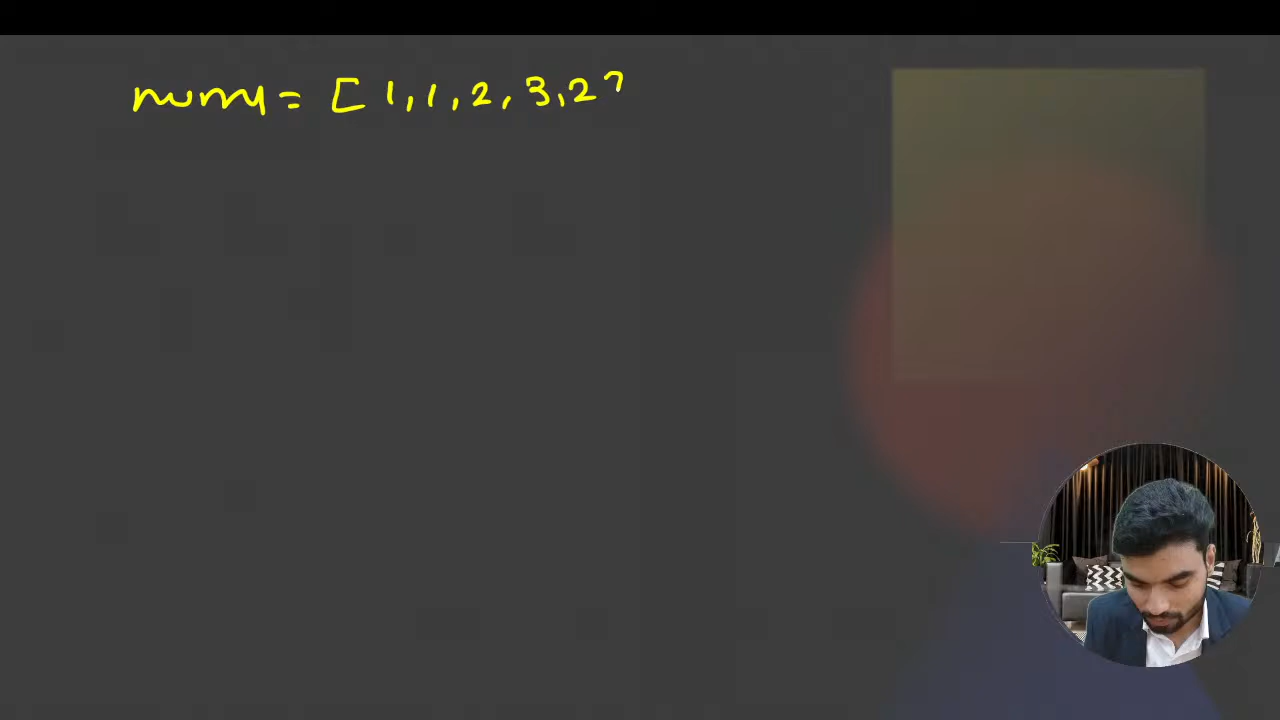 nums = [ 1, 1, 2, 3, 2